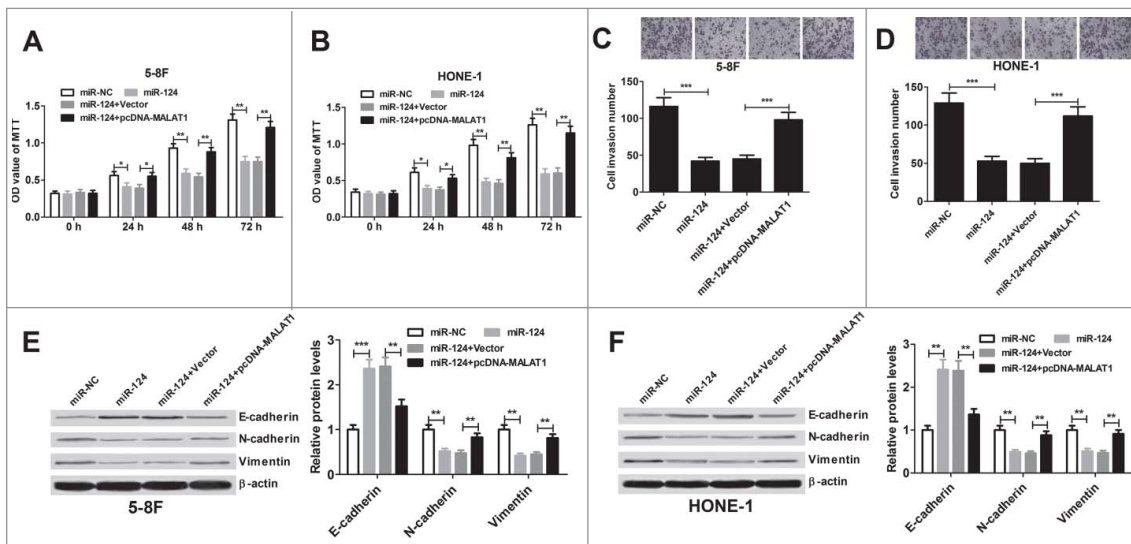 A
5-8F
miR-NC miR-124
miR-124+Vector
miR-124+pcDNA-MALAT1
OD value of MTT
1.5
1.0
0.5
0.0
** ** ** ** * *
0 h 24 h 48 h 72 h
B
HONE-1
miR-NC miR-124
miR-124+Vector
miR-124+pcDNA-MALAT1
OD value of MTT
1.5
1.0
0.5
0.0
** ** ** ** * *
0 h 24 h 48 h 72 h
C
5-8F
Cell invasion number
150
100
50
0
*** ***
miR-NC
miR-124
miR-124+Vector
miR-124+pcDNA-MALAT1
D
HONE-1
Cell invasion number
150
100
50
0
*** ***
miR-NC
miR-124
miR-124+Vector
miR-124+pcDNA-MALAT1
E
miR-NC
miR-124
miR-124+Vector
miR-124+pcDNA-MALAT1
E-cadherin
N-cadherin
Vimentin
β-actin
5-8F
miR-NC miR-124
miR-124+Vector
miR-124+pcDNA-MALAT1
Relative protein levels
3
2
1
0
*** ** ** ** ** **
E-cadherin
N-cadherin
Vimentin
F
miR-NC
miR-124
miR-124+Vector
miR-124+pcDNA-MALAT1
E-cadherin
N-cadherin
Vimentin
β-actin
HONE-1
miR-NC miR-124
miR-124+Vector
miR-124+pcDNA-MALAT1
Relative protein levels
3
2
1
0
** ** ** ** ** **
E-cadherin
N-cadherin
Vimentin